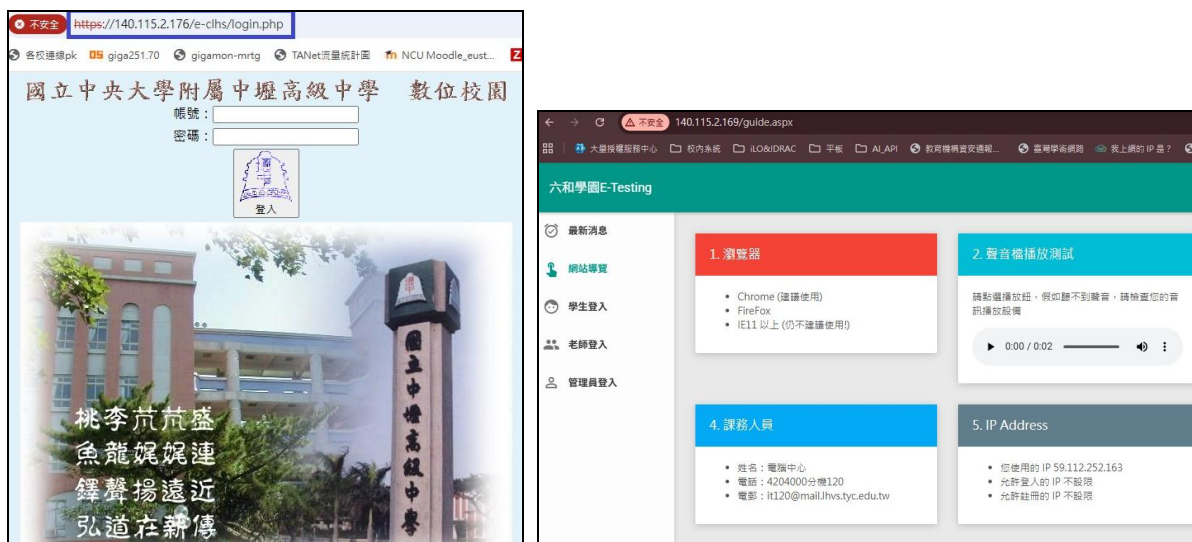 不安全 https://140.115.2.176/e-clhs/login.php
各校連線pk giga251.70 gigamon-mrtg TANet流量統計圖 NCU Moodle_eust...
國立中央大學附屬中壢高級中學 數位校園
帳號：
密碼：
登入
國立中壢高級中學
桃李芃芃盛
魚龍娓娓連
鐸聲揚遠近
弘道在薪傳
不安全 140.115.2.169/guide.aspx
大量授權服務中心 校內系統 iLO&IDRAC 平板 AI_API 教育機構資安通報... 臺灣學術網路 我上網的 IP 是？
六和學園E-Testing
最新消息
網站導覽
學生登入
老師登入
管理員登入
1. 瀏覽器
Chrome (建議使用)
FireFox
IE11 以上 (仍不建議使用!)
2. 聲音檔播放測試
請點選播放鈕，假如聽不到聲音，請檢查您的音
訊播放設備
0:00 / 0:02
4. 課務人員
姓名：電腦中心
電話：4204000分機120
電郵：it120@mail.lhvs.tyc.edu.tw
5. IP Address
您使用的 IP 59.112.252.163
允許登入的 IP 不設限
允許註冊的 IP 不設限